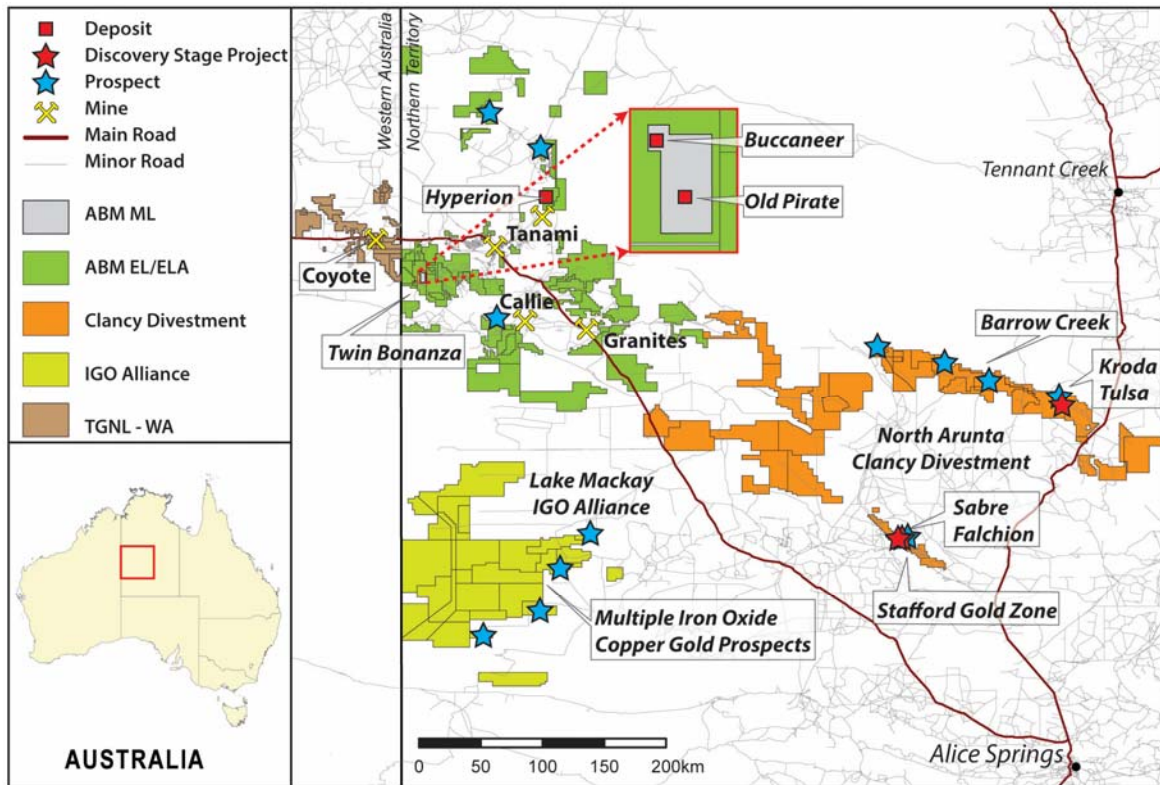 Deposit
Discovery Stage Project
Prospect
Mine
Main Road
Minor Road
ABM ML
ABM EL/ELA
Clancy Divestment
IGO Alliance
TGNL - WA
AUSTRALIA
Western Australia
Northern Territory
Buccaneer
Old Pirate
Hyperion
Tanami
Coyote
Callie
Twin Bonanza
Granites
Tennant Creek
Barrow Creek
Kroda
Tulsa
North Arunta
Clancy Divestment
Lake Mackay
IGO Alliance
Sabre
Falchion
Stafford Gold Zone
Multiple Iron Oxide
Copper Gold Prospects
0 50 100 150 200km
Alice Springs